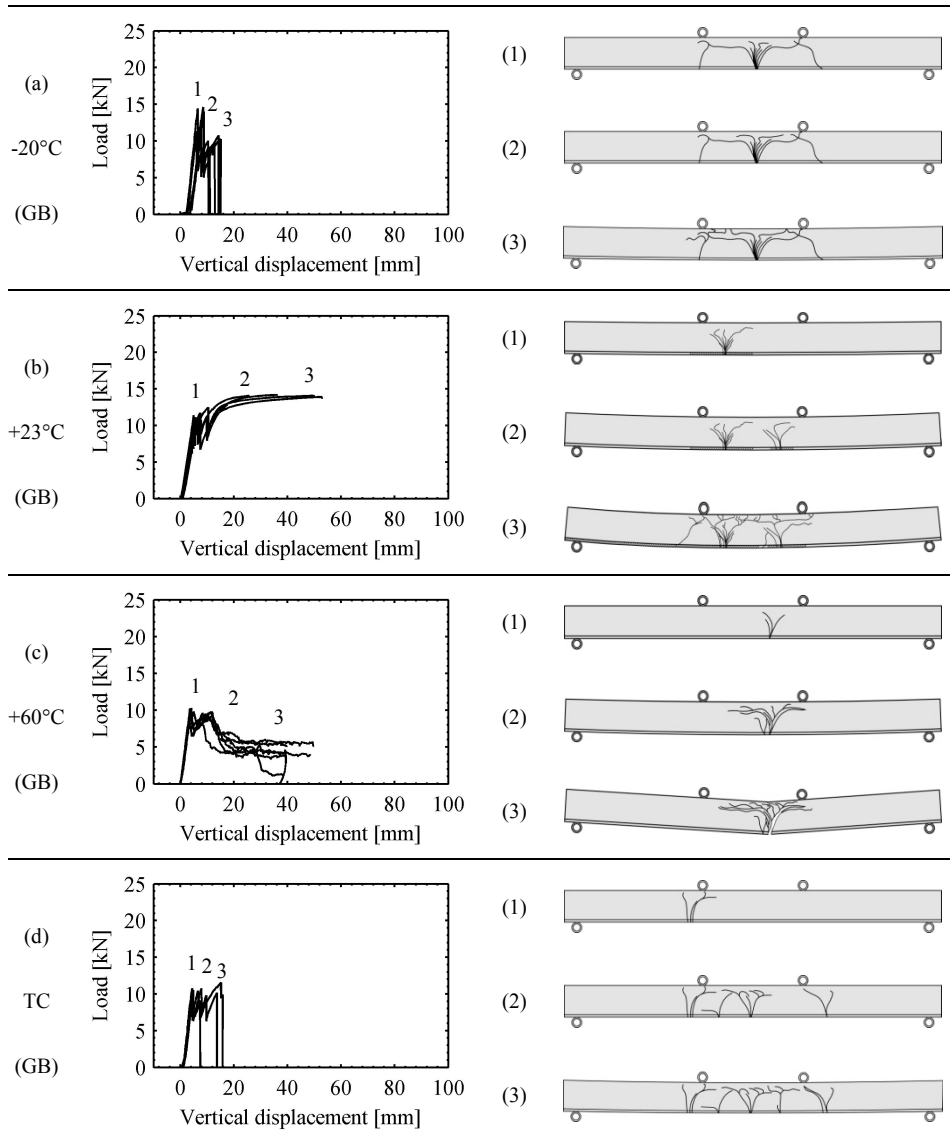 (a)
-20°C
(GB)
Load [kN]
25
20
15
10
5
0
1
2
3
0 20 40 60 80 100
Vertical displacement [mm]
(1)
(2)
(3)
(b)
+23°C
(GB)
Load [kN]
25
20
15
10
5
0
1
2
3
0 20 40 60 80 100
Vertical displacement [mm]
(1)
(2)
(3)
(c)
+60°C
(GB)
Load [kN]
25
20
15
10
5
0
1
2
3
0 20 40 60 80 100
Vertical displacement [mm]
(1)
(2)
(3)
(d)
TC
(GB)
Load [kN]
25
20
15
10
5
0
1
2
3
0 20 40 60 80 100
Vertical displacement [mm]
(1)
(2)
(3)